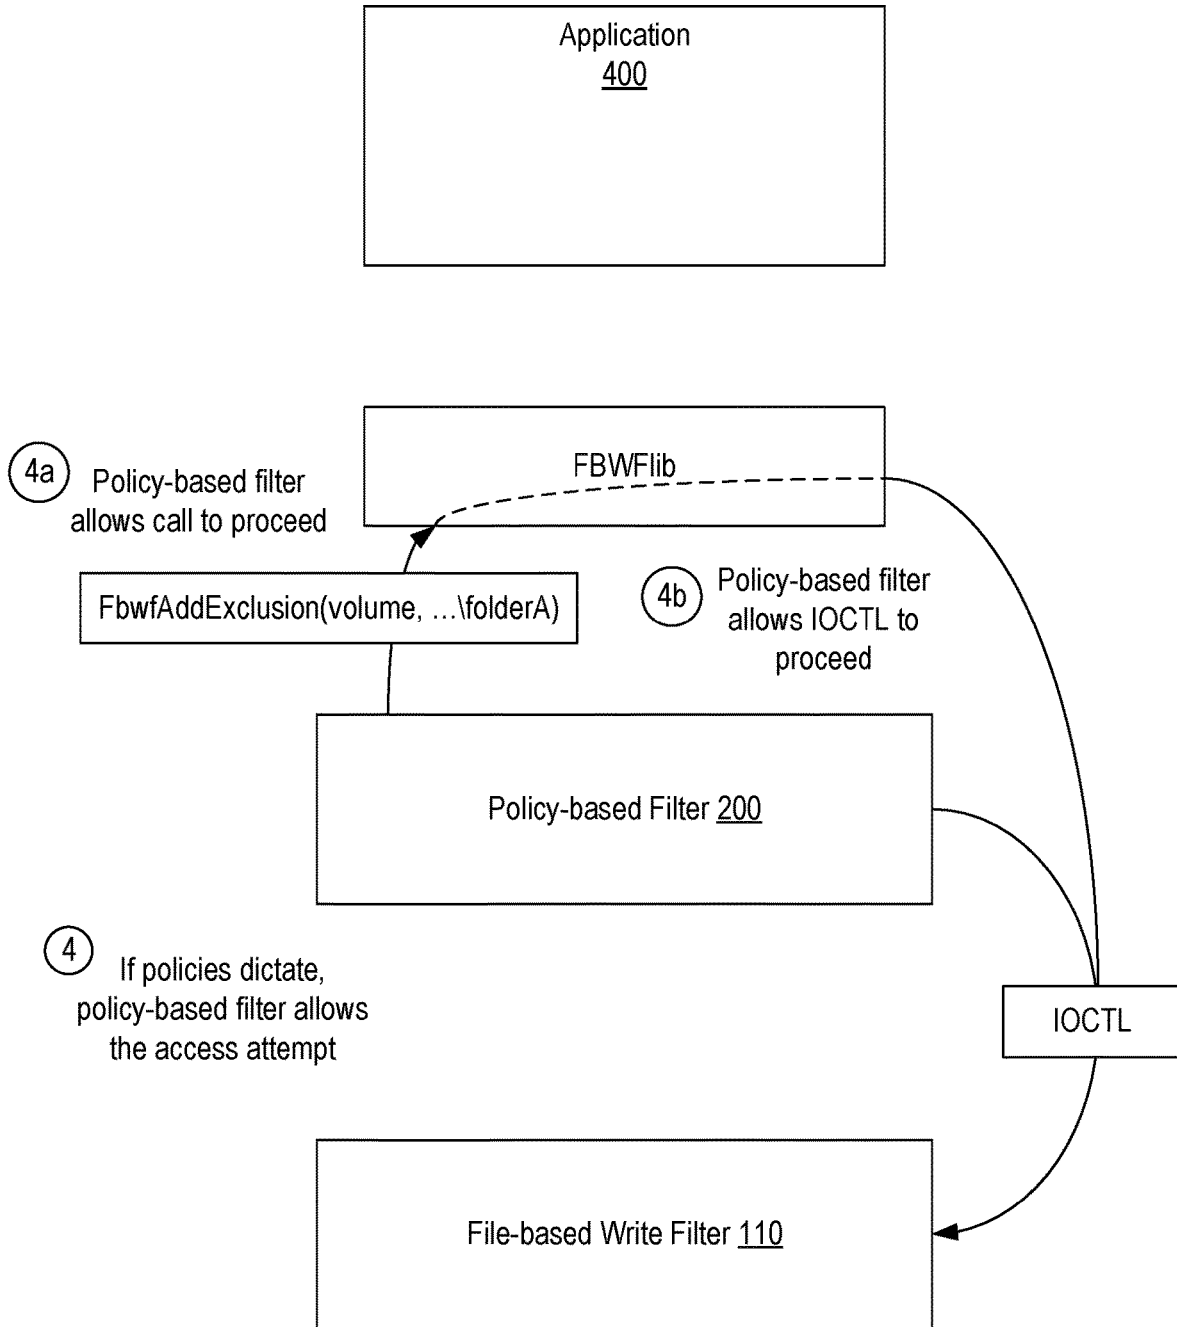 Application
400
FBWFlib
4a
Policy-based filter
allows call to proceed
FbwfAddExclusion(volume, …\folderA)
4b
Policy-based filter
allows IOCTL to
proceed
Policy-based Filter 200
4
If policies dictate,
policy-based filter allows
the access attempt
IOCTL
File-based Write Filter 110